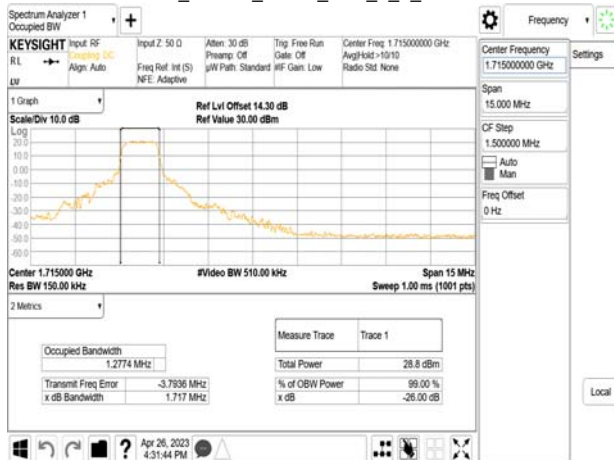 Spectrum Analyzer 1
Occupied BW
+
Frequency
KEYSIGHT
Input: RF
Coupling: DC
Align: Auto
Input Z: 50 Ω
Freq Ref: Int (S)
NFE: Adaptive
Atten: 30 dB
Preamp: Off
µW Path: Standard
Trig: Free Run
Gate: Off
#IF Gain: Low
Center Freq: 1.715000000 GHz
Avg|Hold:>10/10
Radio Std: None
RL
LM
1 Graph
Scale/Div 10.0 dB
Ref Lvl Offset 14.30 dB
Ref Value 30.00 dBm
Log
20.0
10.0
0.00
-10.0
-20.0
-30.0
-40.0
-50.0
-60.0
Center 1.715000 GHz
#Video BW 510.00 kHz
Span 15 MHz
Res BW 150.00 kHz
Sweep 1.00 ms (1001 pts)
2 Metrics
Occupied Bandwidth
1.2774 MHz
Transmit Freq Error -3.7936 MHz
x dB Bandwidth 1.717 MHz
Measure Trace Trace 1
Total Power 28.8 dBm
% of OBW Power 99.00 %
x dB -26.00 dB
Center Frequency
1.715000000 GHz
Span
15.000 MHz
CF Step
1.500000 MHz
Auto
Man
Freq Offset
0 Hz
Settings
Local
?
Apr 26, 2023
4:31:44 PM